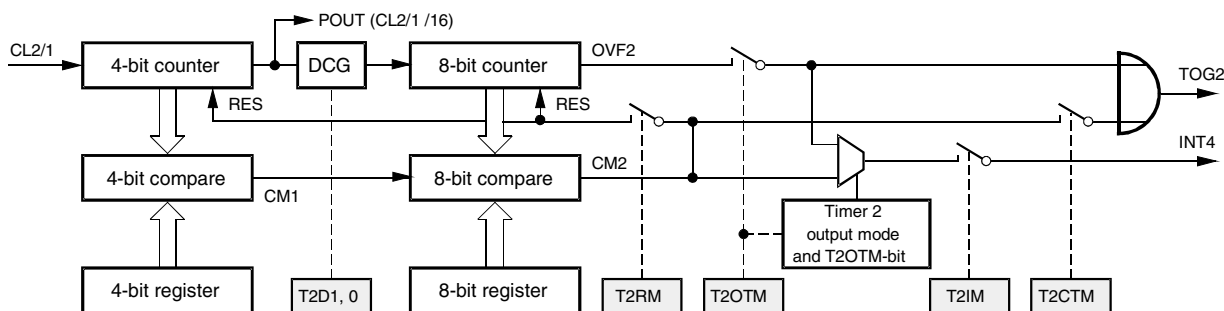 POUT (CL2/1 /16)
CL2/1
4-bit counter
DCG
8-bit counter
OVF2
TOG2
RES
RES
INT4
4-bit compare
CM1
8-bit compare
CM2
Timer 2
output mode
and T2OTM-bit
4-bit register
T2D1, 0
8-bit register
T2RM
T2OTM
T2IM
T2CTM